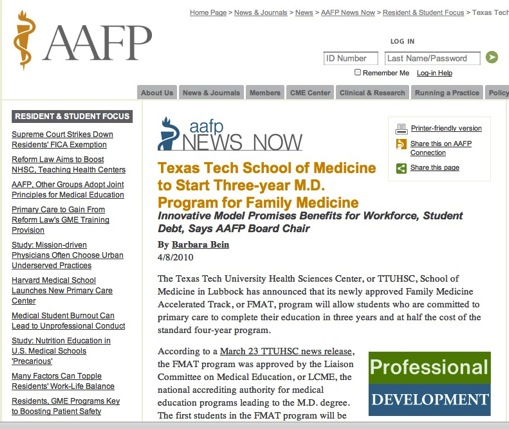 Home Page > News & Journals > News > AAFP News Now > Resident & Student Focus > Texas Tech
AAFP
LOG IN
ID Number
Last Name/Password
Remember Me Log-in Help
About Us
News & Journals
Members
CME Center
Clinical & Research
Running a Practice
Policy
RESIDENT & STUDENT FOCUS
Supreme Court Strikes Down
Residents' FICA Exemption
Reform Law Aims to Boost
NHSC, Teaching Health Centers
AAFP, Other Groups Adopt Joint
Principles for Medical Education
Primary Care to Gain From
Reform Law's GME Training
Provision
Study: Mission-driven
Physicians Often Choose Urban
Underserved Practices
Harvard Medical School
Launches New Primary Care
Center
Medical Student Burnout Can
Lead to Unprofessional Conduct
Study: Nutrition Education in
U.S. Medical Schools
'Precarious'
Many Factors Can Topple
Residents' Work-Life Balance
Residents, GME Programs Key
to Boosting Patient Safety
aafp
NEWS NOW
Printer-friendly version
Share this on AAFP
Connection
Share this page
Texas Tech School of Medicine
to Start Three-year M.D.
Program for Family Medicine
Innovative Model Promises Benefits for Workforce, Student
Debt, Says AAFP Board Chair
By Barbara Bein
4/8/2010
The Texas Tech University Health Sciences Center, or TTUHSC, School of
Medicine in Lubbock has announced that its newly approved Family Medicine
Accelerated Track, or FMAT, program will allow students who are committed to
primary care to complete their education in three years and at half the cost of the
standard four-year program.
According to a March 23 TTUHSC news release,
the FMAT program was approved by the Liaison
Committee on Medical Education, or LCME, the
national accrediting authority for medical
education programs leading to the M.D. degree.
The first students in the FMAT program will be
Professional
DEVELOPMENT